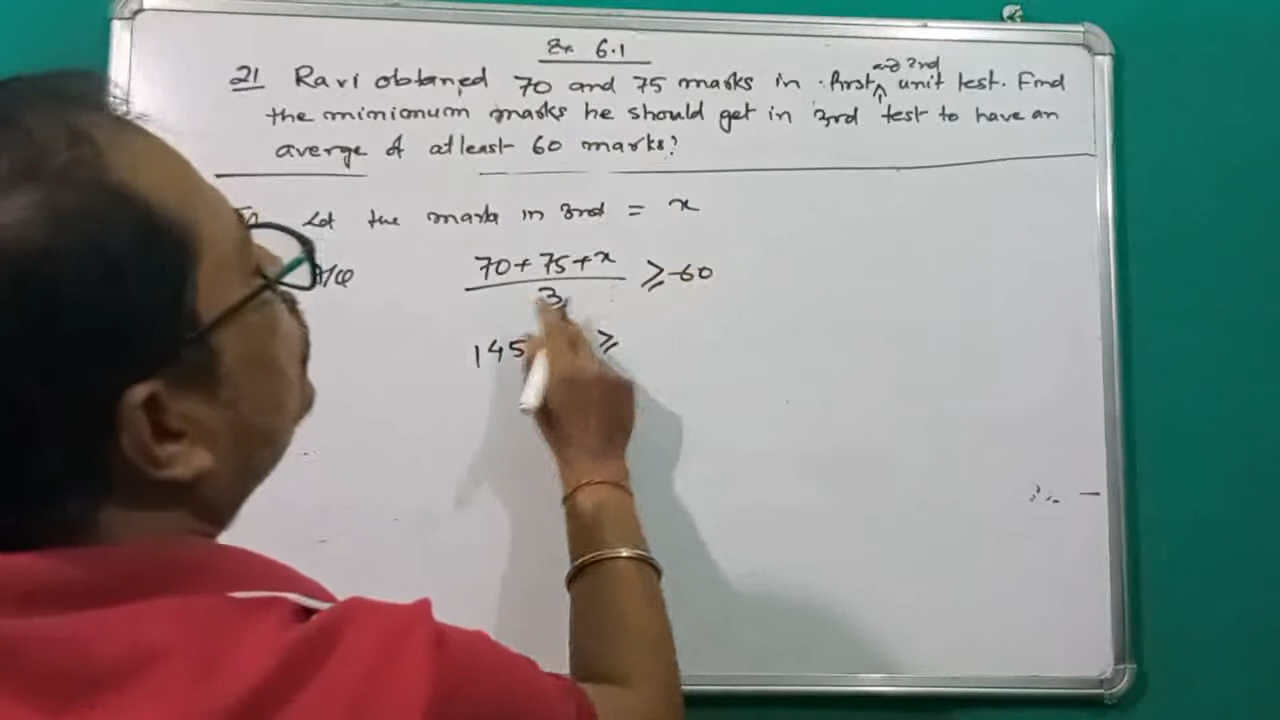 Ex 6.1
21 Ravi obtained 70 and 75 marks in first and 2nd unit test. Find
the minimum marks he should get in 3rd test to have an
averge of atleast 60 marks?
Let the mark in 3rd = x
A/Q 70+75+x / 3 ≥ 60
145 ≥
∴ –